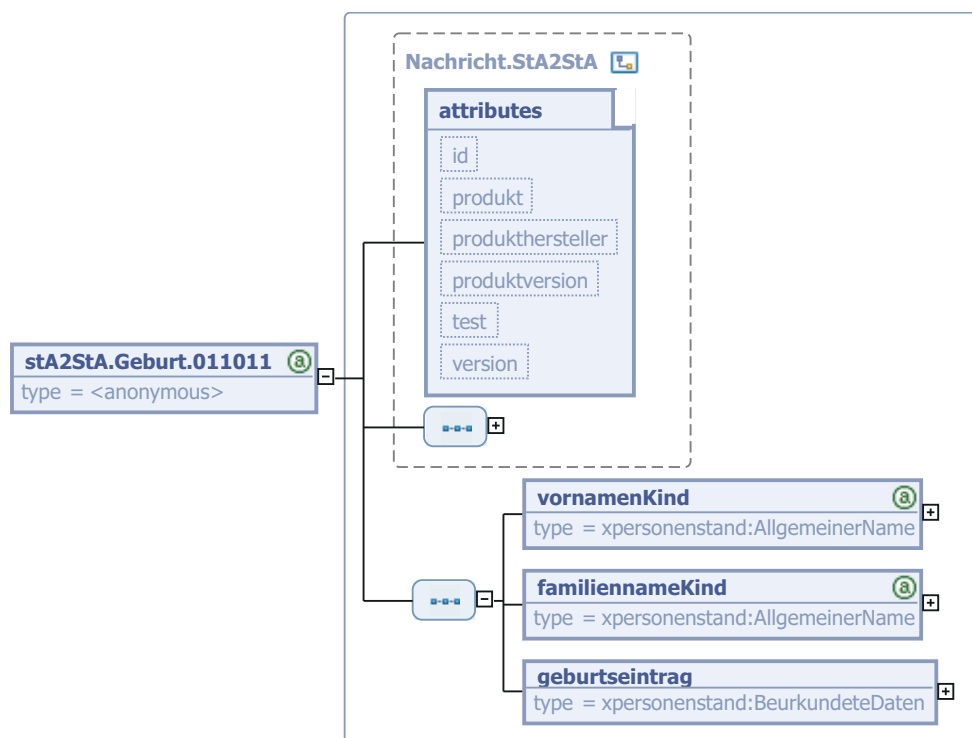 Nachricht.StA2StA
attributes
id
produkt
produkthersteller
produktversion
test
version
stA2StA.Geburt.011011 a
type = <anonymous>
vornamenKind a
type = xpersonenstand:AllgemeinerName
familiennameKind a
type = xpersonenstand:AllgemeinerName
geburtseintrag
type = xpersonenstand:BeurkundeteDaten